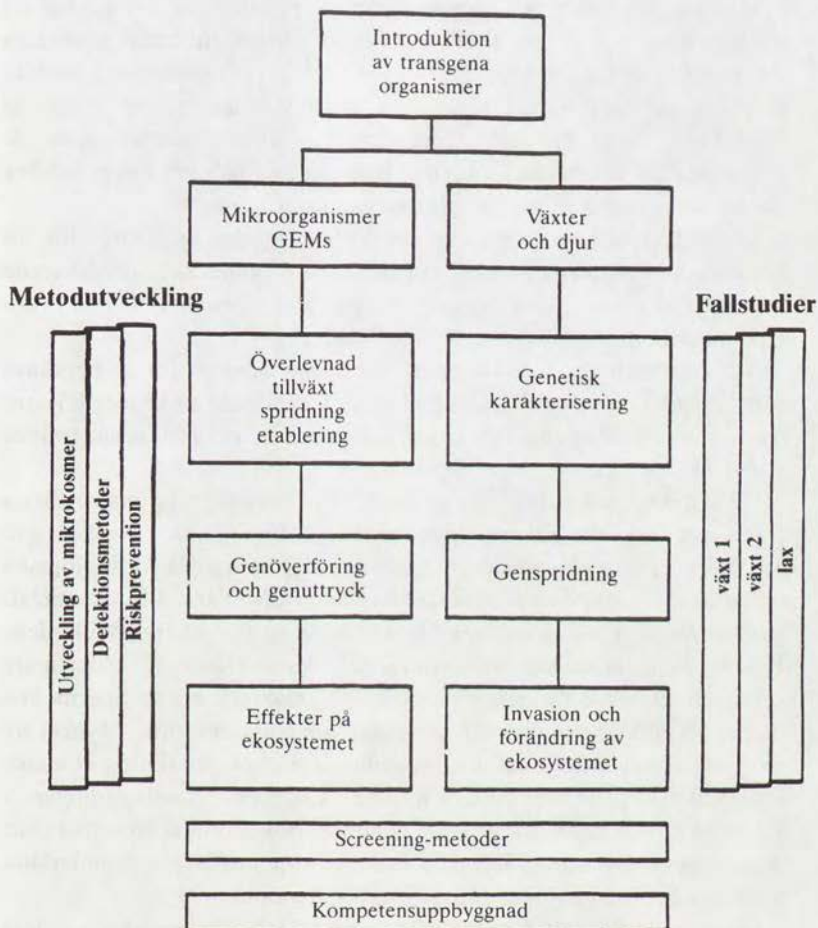 Introduktion
av transgena
organismer
Mikroorganismer
GEMs
Växter
och djur
Metodutveckling
Fallstudier
Utveckling av mikrokosmer
Detektionsmetoder
Riskprevention
Överlevnad
tillväxt
spridning
etablering
Genetisk
karakterisering
växt 1
växt 2
lax
Genöverföring
och genuttryck
Genspridning
Effekter på
ekosystemet
Invasion och
förändring av
ekosystemet
Screening-metoder
Kompetensuppbyggnad